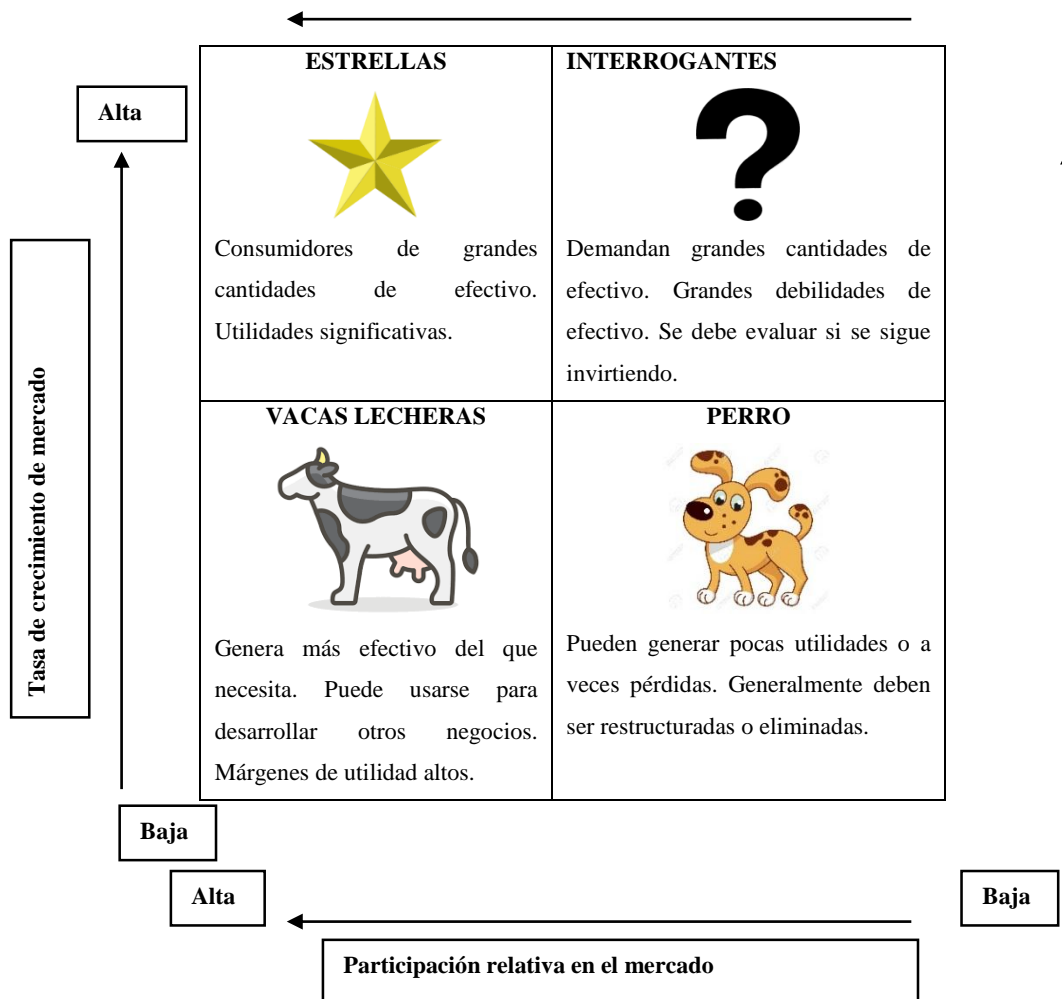 ESTRELLAS
INTERROGANTES
Alta
Consumidores de grandes
cantidades de efectivo.
Utilidades significativas.
Demandan grandes cantidades de
efectivo. Grandes debilidades de
efectivo. Se debe evaluar si se sigue
invirtiendo.
Tasa de crecimiento de mercado
VACAS LECHERAS
PERRO
Genera más efectivo del que
necesita. Puede usarse para
desarrollar otros negocios.
Márgenes de utilidad altos.
Pueden generar pocas utilidades o a
veces pérdidas. Generalmente deben
ser restructuradas o eliminadas.
Baja
Alta
Baja
Participación relativa en el mercado